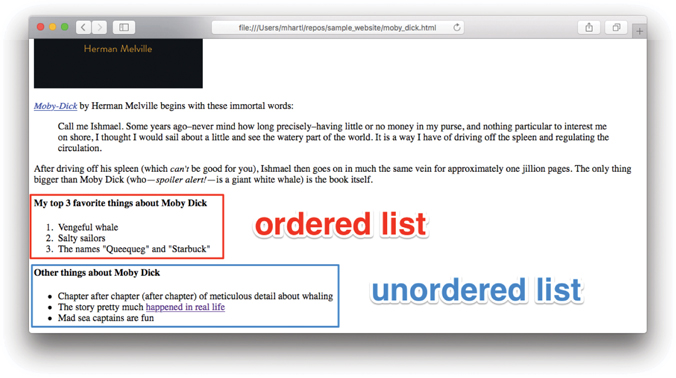 file:///Users/mhartl/repos/sample_website/moby_dick.html
Herman Melville
Moby-Dick by Herman Melville begins with these immortal words:
Call me Ishmael. Some years ago–never mind how long precisely–having little or no money in my purse, and nothing particular to interest me
on shore, I thought I would sail about a little and see the watery part of the world. It is a way I have of driving off the spleen and regulating the
circulation.
After driving off his spleen (which can't be good for you), Ishmael then goes on in much the same vein for approximately one jillion pages. The only thing
bigger than Moby Dick (who—spoiler alert!—is a giant white whale) is the book itself.
My top 3 favorite things about Moby Dick
1. Vengeful whale
2. Salty sailors
3. The names "Queequeg" and "Starbuck"
ordered list
Other things about Moby Dick
• Chapter after chapter (after chapter) of meticulous detail about whaling
• The story pretty much happened in real life
• Mad sea captains are fun
unordered list